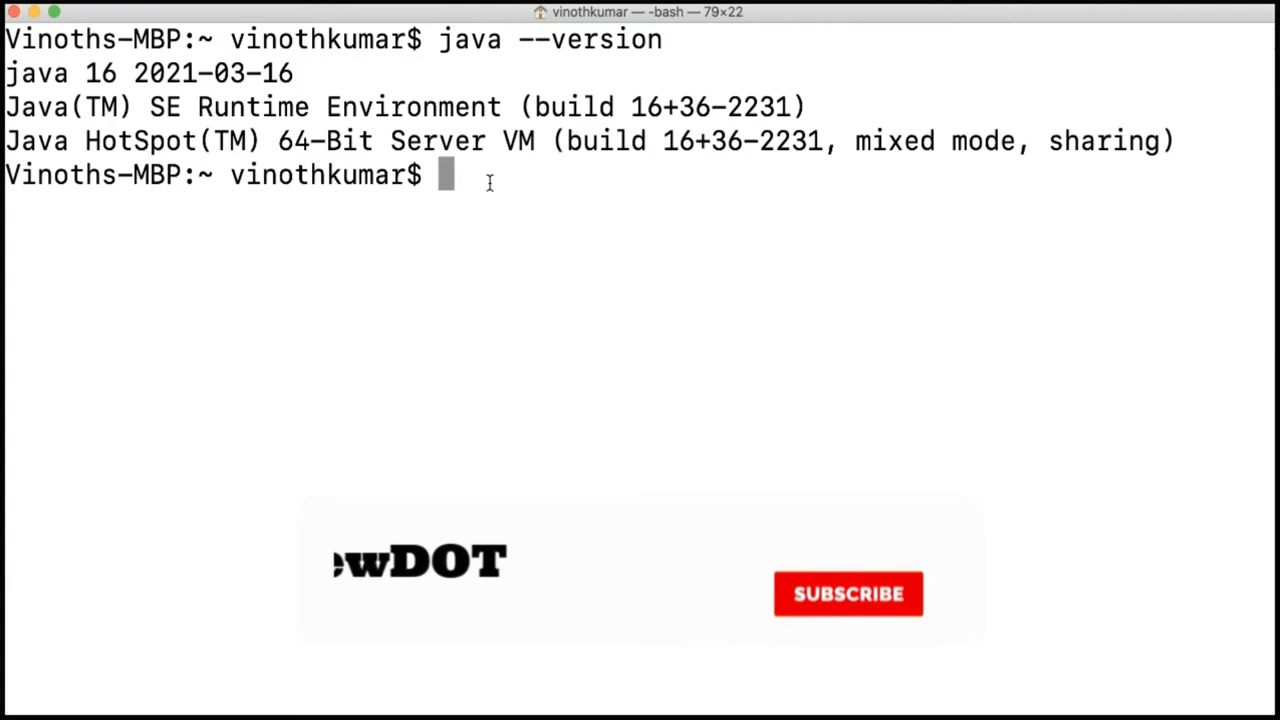 vinothkumar — -bash — 79×22
Vinoths-MBP:~ vinothkumar$ java --version
java 16 2021-03-16
Java(TM) SE Runtime Environment (build 16+36-2231)
Java HotSpot(TM) 64-Bit Server VM (build 16+36-2231, mixed mode, sharing)
Vinoths-MBP:~ vinothkumar$
wDOT
SUBSCRIBE